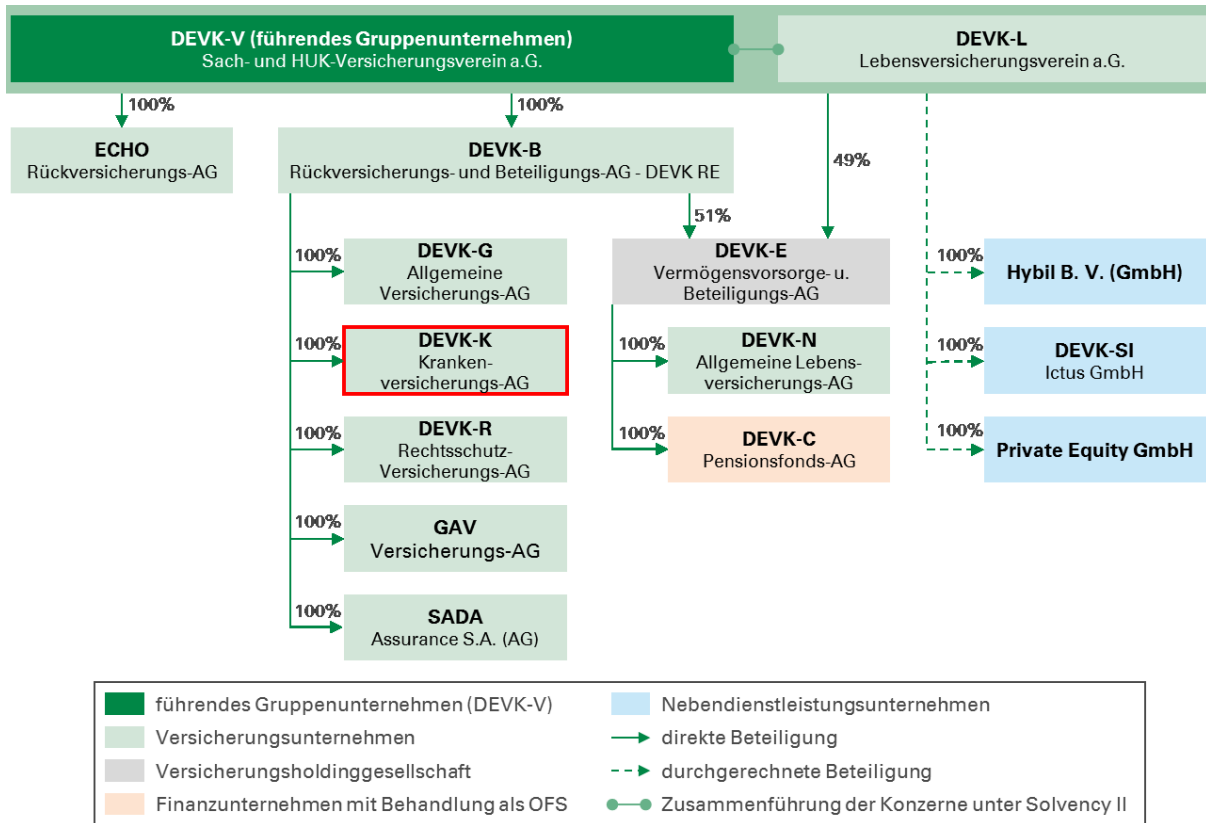 DEVK-V (führendes Gruppenunternehmen)
Sach- und HUK-Versicherungsverein a.G.
DEVK-L
Lebensversicherungsverein a.G.
100%
100%
49%
ECHO
Rückversicherungs-AG
DEVK-B
Rückversicherungs- und Beteiligungs-AG - DEVK RE
51%
100%
DEVK-G
Allgemeine
Versicherungs-AG
DEVK-E
Vermögensvorsorge- u.
Beteiligungs-AG
100%
Hybil B. V. (GmbH)
100%
DEVK-K
Kranken-
versicherungs-AG
100%
DEVK-N
Allgemeine Lebens-
versicherungs-AG
100%
DEVK-SI
Ictus GmbH
100%
DEVK-R
Rechtsschutz-
Versicherungs-AG
100%
DEVK-C
Pensionsfonds-AG
100%
Private Equity GmbH
100%
GAV
Versicherungs-AG
100%
SADA
Assurance S.A. (AG)
führendes Gruppenunternehmen (DEVK-V)
Versicherungsunternehmen
Versicherungsholdinggesellschaft
Finanzunternehmen mit Behandlung als OFS
Nebendienstleistungsunternehmen
direkte Beteiligung
durchgerechnete Beteiligung
Zusammenführung der Konzerne unter Solvency II